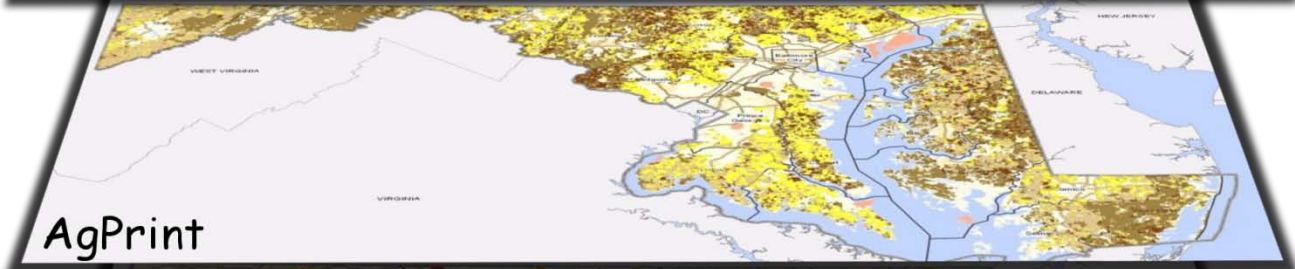 NEW JERSEY
Baltimore
City
WEST VIRGINIA
DELAWARE
DC
Prince
George's
VIRGINIA
AgPrint